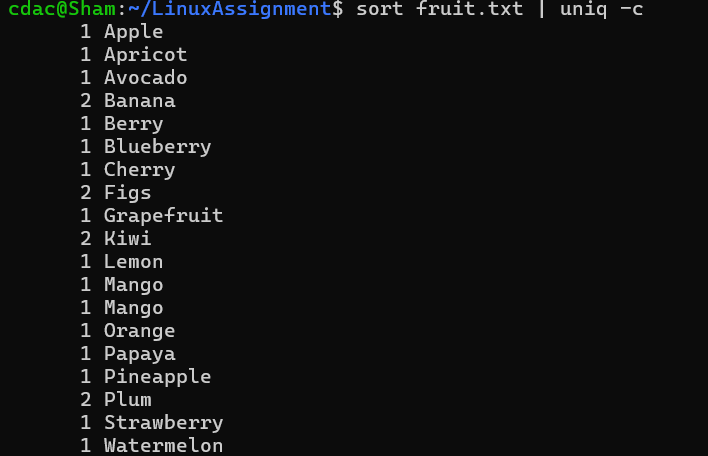 cdac@Sham:~/LinuxAssignment$ sort fruit.txt | uniq -c
1 Apple
1 Apricot
1 Avocado
2 Banana
1 Berry
1 Blueberry
1 Cherry
2 Figs
1 Grapefruit
2 Kiwi
1 Lemon
1 Mango
1 Mango
1 Orange
1 Papaya
1 Pineapple
2 Plum
1 Strawberry
1 Watermelon